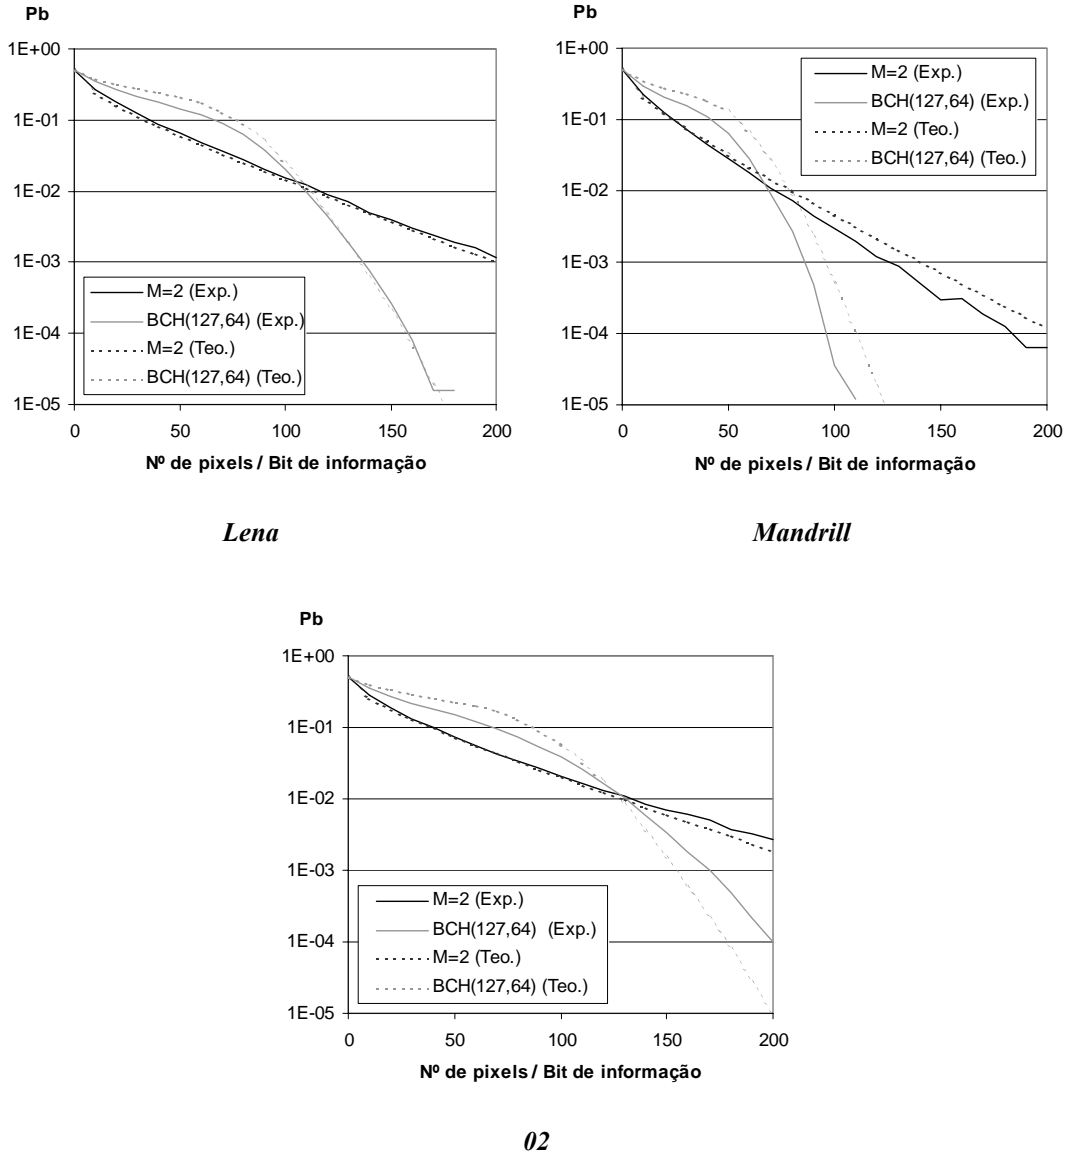 Pb
1E+00
1E-01
1E-02
1E-03
1E-04
1E-05
0 50 100 150 200
M=2 (Exp.)
BCH(127,64) (Exp.)
M=2 (Teo.)
BCH(127,64) (Teo.)
Nº de pixels / Bit de informação
Lena
Pb
1E+00
1E-01
1E-02
1E-03
1E-04
1E-05
0 50 100 150 200
M=2 (Exp.)
BCH(127,64) (Exp.)
M=2 (Teo.)
BCH(127,64) (Teo.)
Nº de pixels / Bit de informação
Mandrill
Pb
1E+00
1E-01
1E-02
1E-03
1E-04
1E-05
0 50 100 150 200
M=2 (Exp.)
BCH(127,64) (Exp.)
M=2 (Teo.)
BCH(127,64) (Teo.)
Nº de pixels / Bit de informação
02